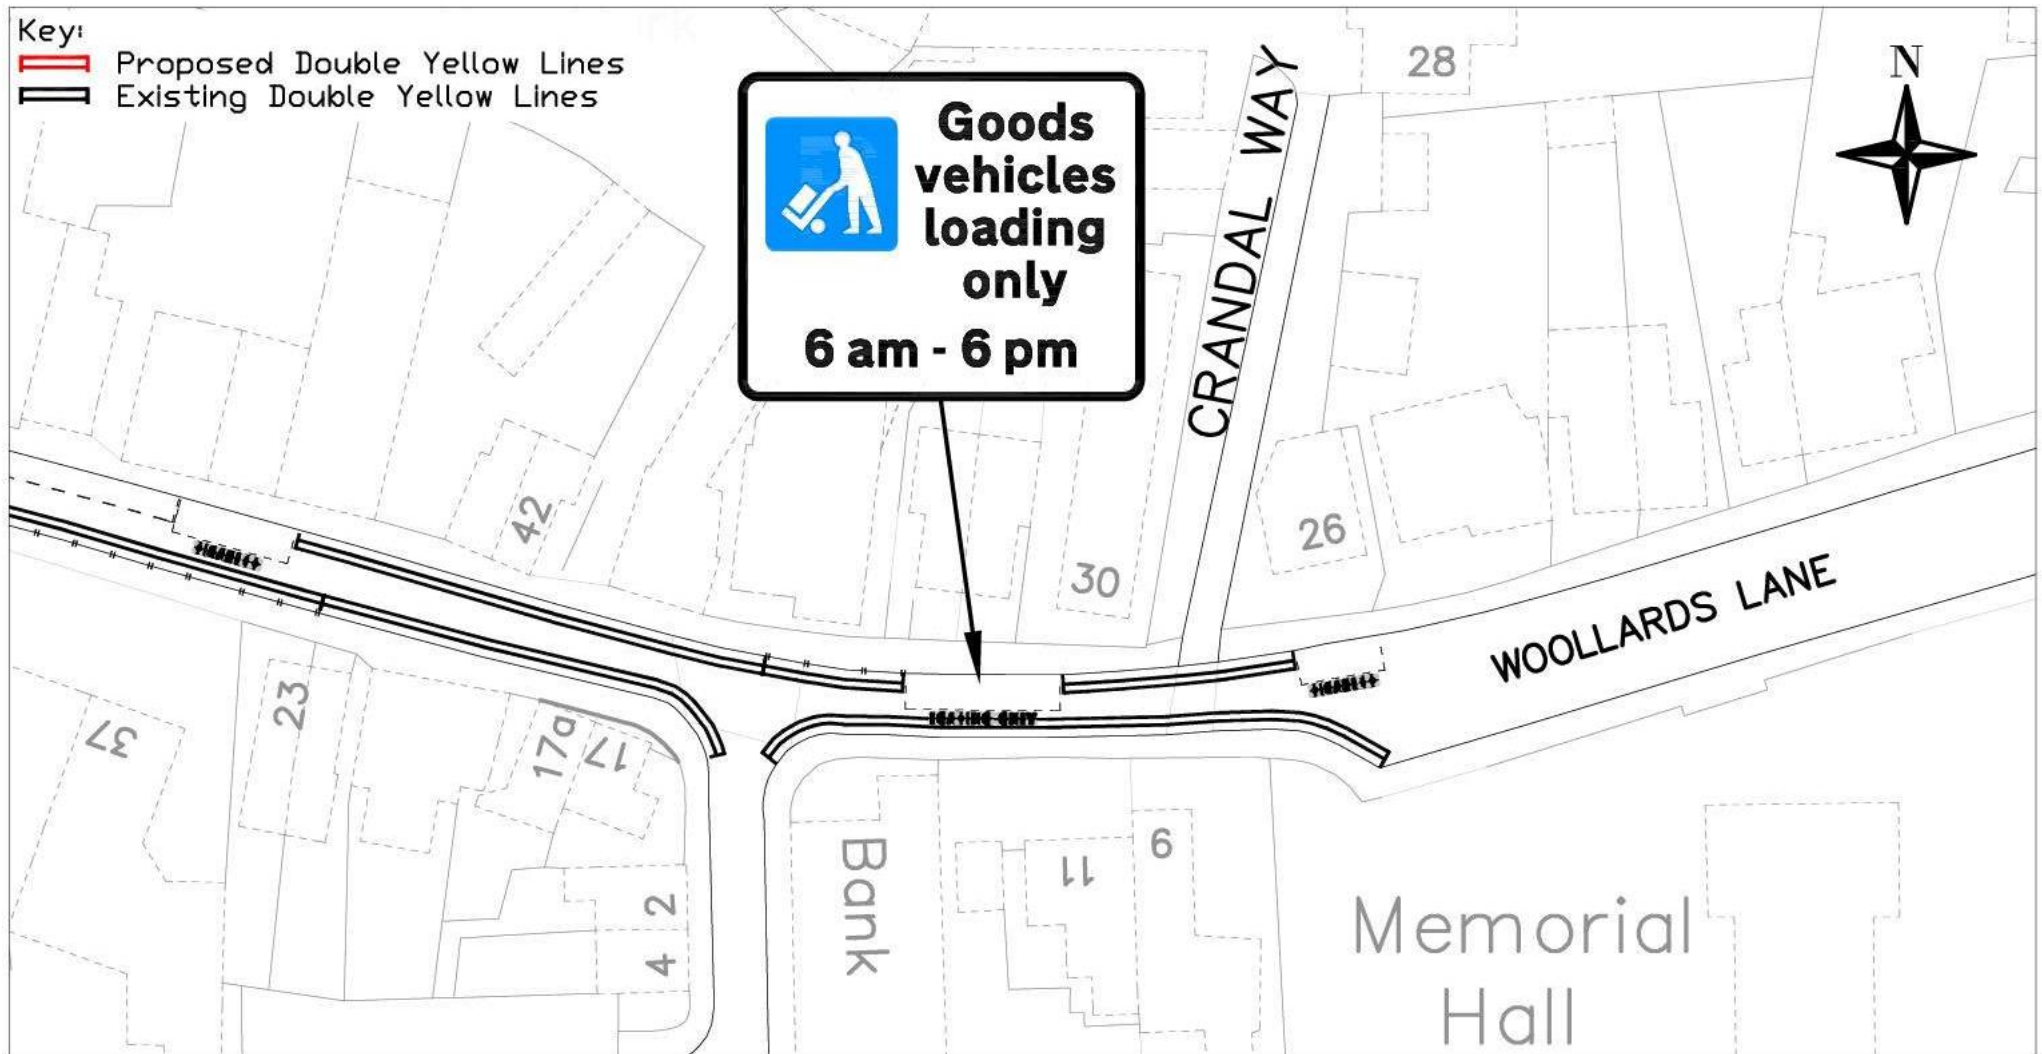 Key:
Proposed Double Yellow Lines
Existing Double Yellow Lines
N
28
Goods
vehicles
loading
only
6 am - 6 pm
CRANDAL WAY
42
30
26
WOOLLARDS LANE
37
23
17a
17
2
4
Bank
11
9
Memorial
Hall